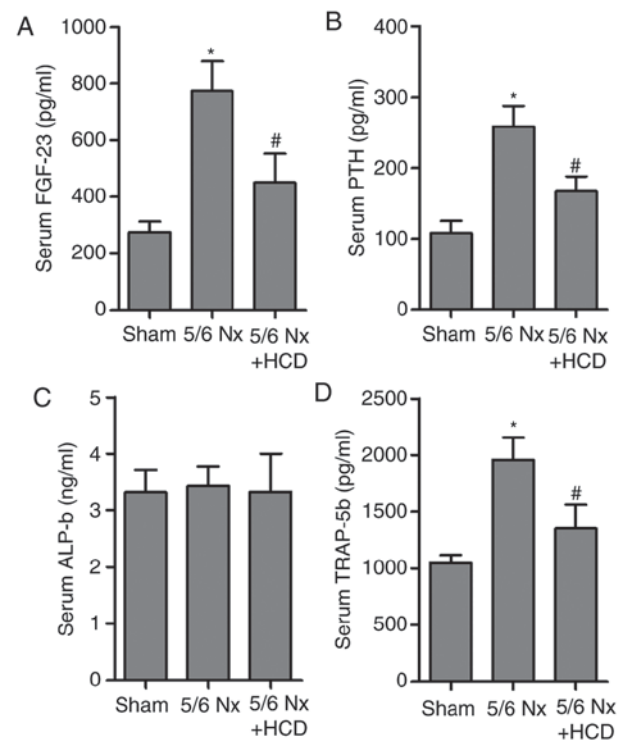 A
Serum FGF-23 (pg/ml)
1000
800
600
400
200
0
*
#
Sham 5/6 Nx 5/6 Nx
+HCD
B
Serum PTH (pg/ml)
400
300
200
100
0
*
#
Sham 5/6 Nx 5/6 Nx
+HCD
C
Serum ALP-b (ng/ml)
5
4
3
2
1
0
Sham 5/6 Nx 5/6 Nx
+HCD
D
Serum TRAP-5b (pg/ml)
2500
2000
1500
1000
500
0
*
#
Sham 5/6 Nx 5/6 Nx
+HCD